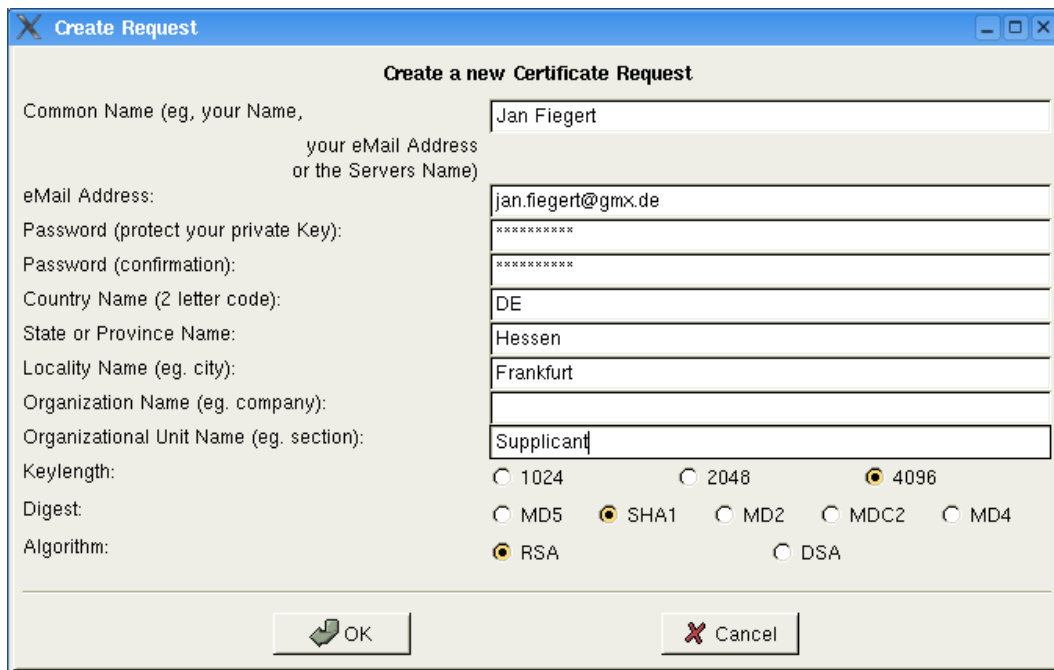 Create Request
Create a new Certificate Request
Common Name (eg, your Name,
your eMail Address
or the Servers Name)
Jan Fiegert
eMail Address: jan.fiegert@gmx.de
Password (protect your private Key): **********
Password (confirmation): **********
Country Name (2 letter code): DE
State or Province Name: Hessen
Locality Name (eg. city): Frankfurt
Organization Name (eg. company):
Organizational Unit Name (eg. section): Supplicant
Keylength: 1024 2048 4096
Digest: MD5 SHA1 MD2 MDC2 MD4
Algorithm: RSA DSA
OK Cancel